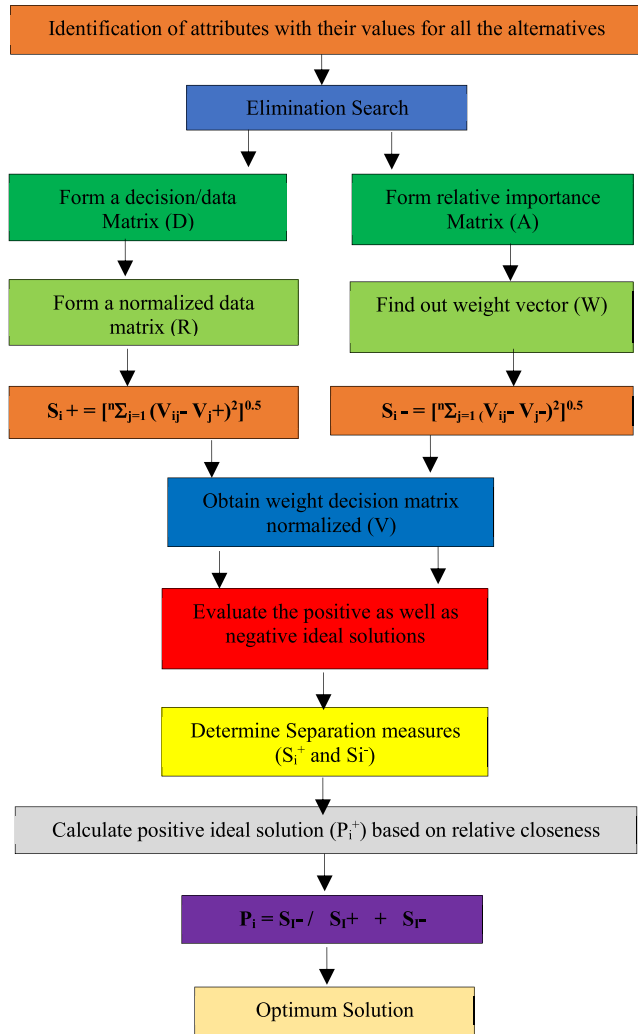 Identification of attributes with their values for all the alternatives
Elimination Search
Form a decision/data
Matrix (D)
Form relative importance
Matrix (A)
Form a normalized data
matrix (R)
Find out weight vector (W)
Sᵢ + = [ⁿΣⱼ₌₁ (Vᵢⱼ- Vⱼ+)²]⁰·⁵
Sᵢ - = [ⁿΣⱼ₌₁ (Vᵢⱼ- Vⱼ-)²]⁰·⁵
Obtain weight decision matrix
normalized (V)
Evaluate the positive as well as
negative ideal solutions
Determine Separation measures
(Sᵢ⁺ and Si⁻)
Calculate positive ideal solution (Pᵢ⁺) based on relative closeness
Pᵢ = S_I- / S_I+ + S_I-
Optimum Solution